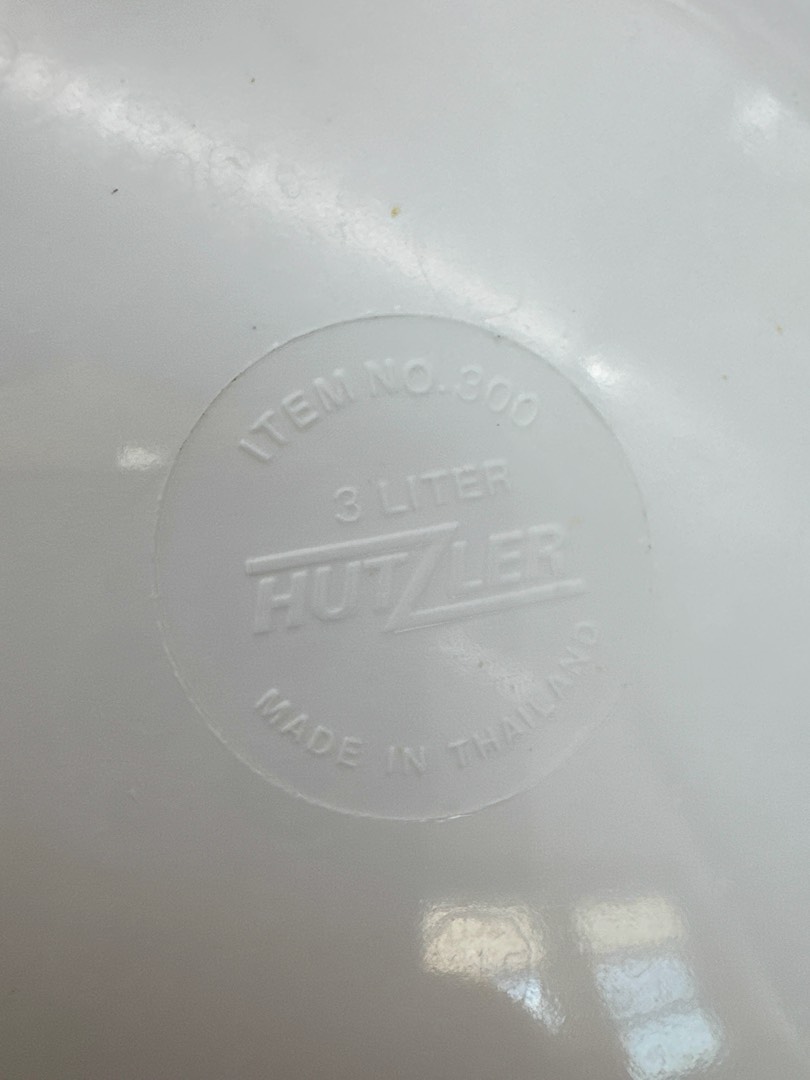 ITEM NO. 300
3 LITER
HUTZLER
MADE IN THAILAND